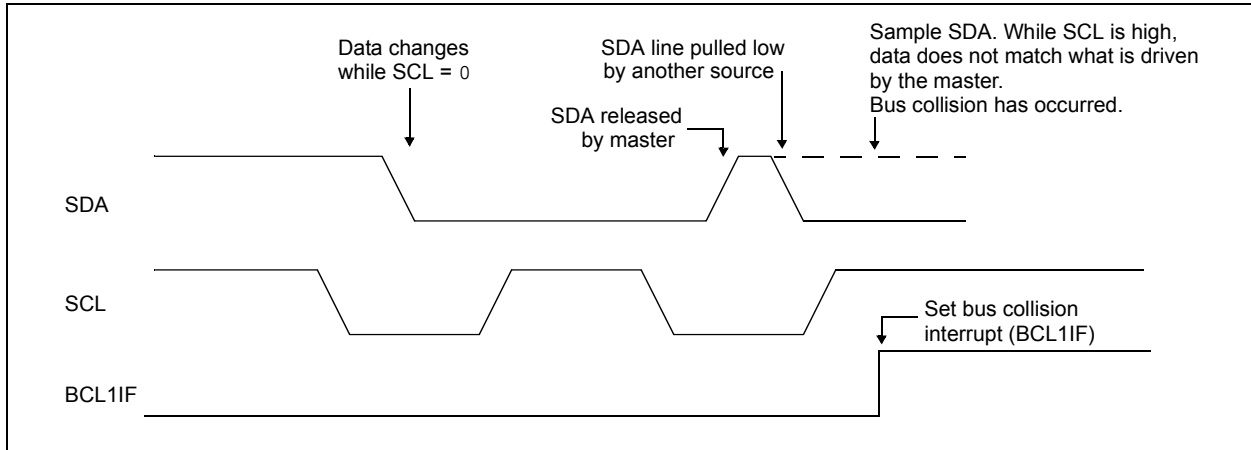 Data changes
while SCL = 0
SDA line pulled low
by another source
Sample SDA. While SCL is high,
data does not match what is driven
by the master.
Bus collision has occurred.
SDA released
by master
SDA
SCL
Set bus collision
interrupt (BCL1IF)
BCL1IF